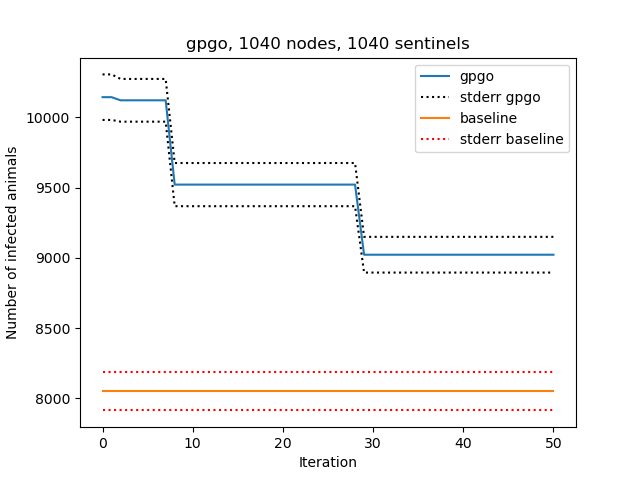 gpgo, 1040 nodes, 1040 sentinels
gpgo
stderr gpgo
baseline
stderr baseline
Number of infected animals
10000
9500
9000
8500
8000
0 10 20 30 40 50
Iteration